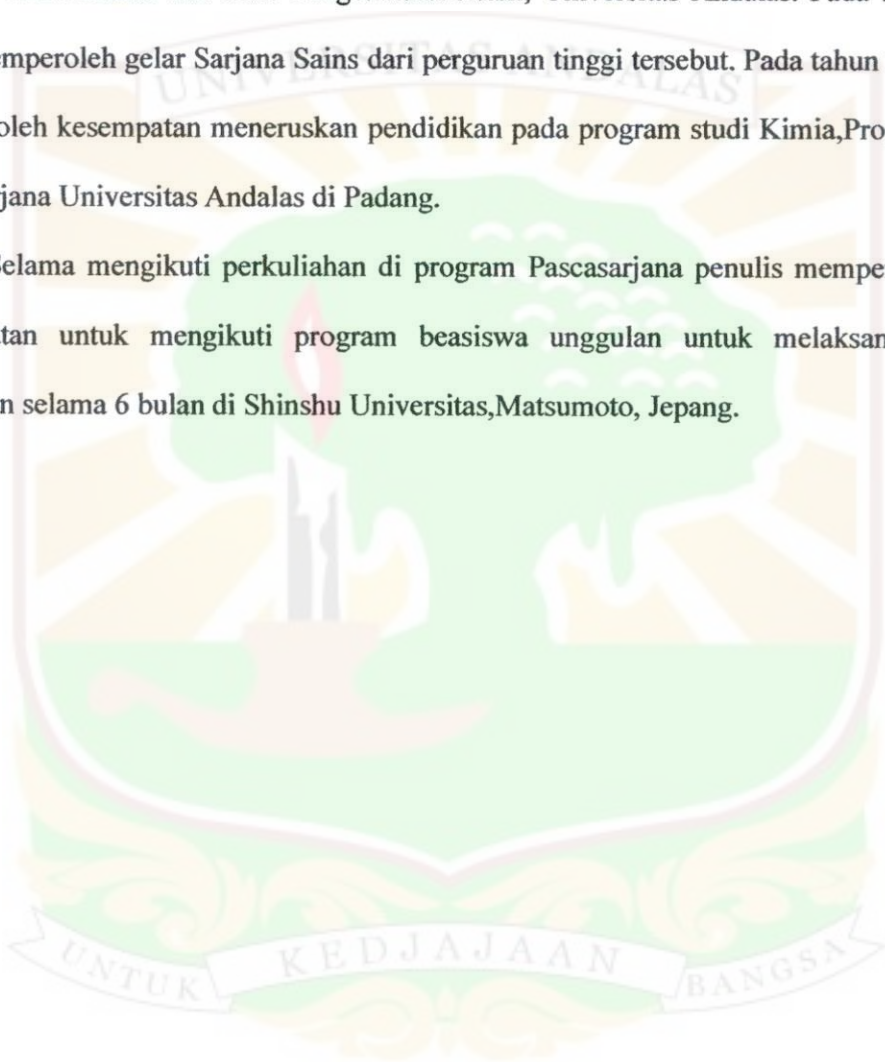 mperoleh gelar Sarjana Sains dari perguruan tinggi tersebut. Pada tahun
UNIVERSITAS ANDALAS
oleh kesempatan meneruskan pendidikan pada program studi Kimia,Pro
jana Universitas Andalas di Padang.
elama mengikuti perkuliahan di program Pascasarjana penulis mempe
tan untuk mengikuti program beasiswa unggulan untuk melaksan
n selama 6 bulan di Shinshu Universitas,Matsumoto, Jepang.
UNTUK KEDJAJAAN BANGSA